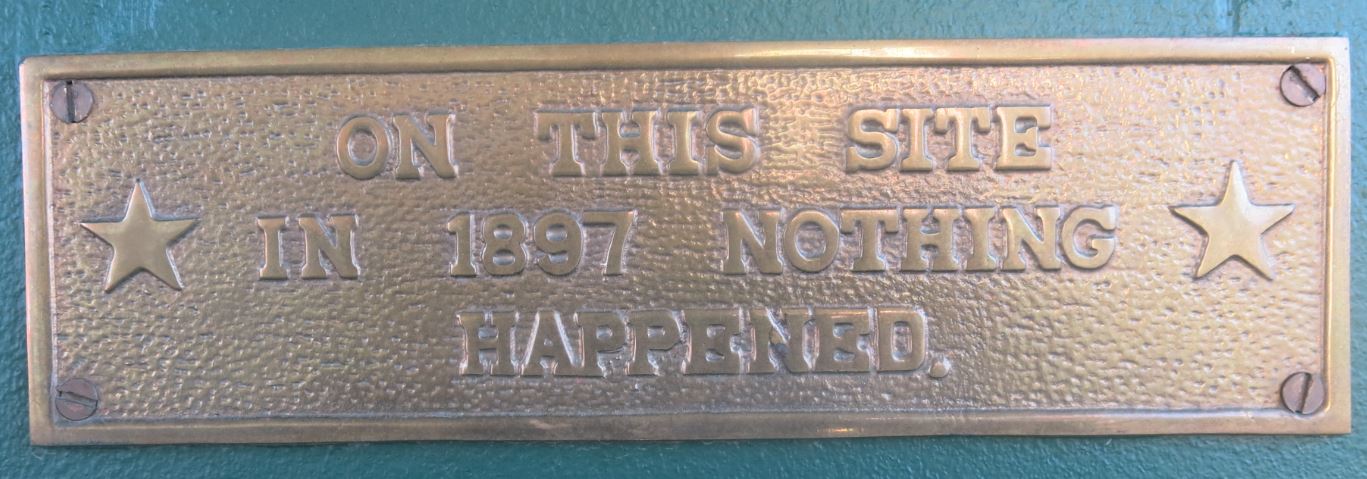 ON THIS SITE
IN 1897 NOTHING
HAPPENED.